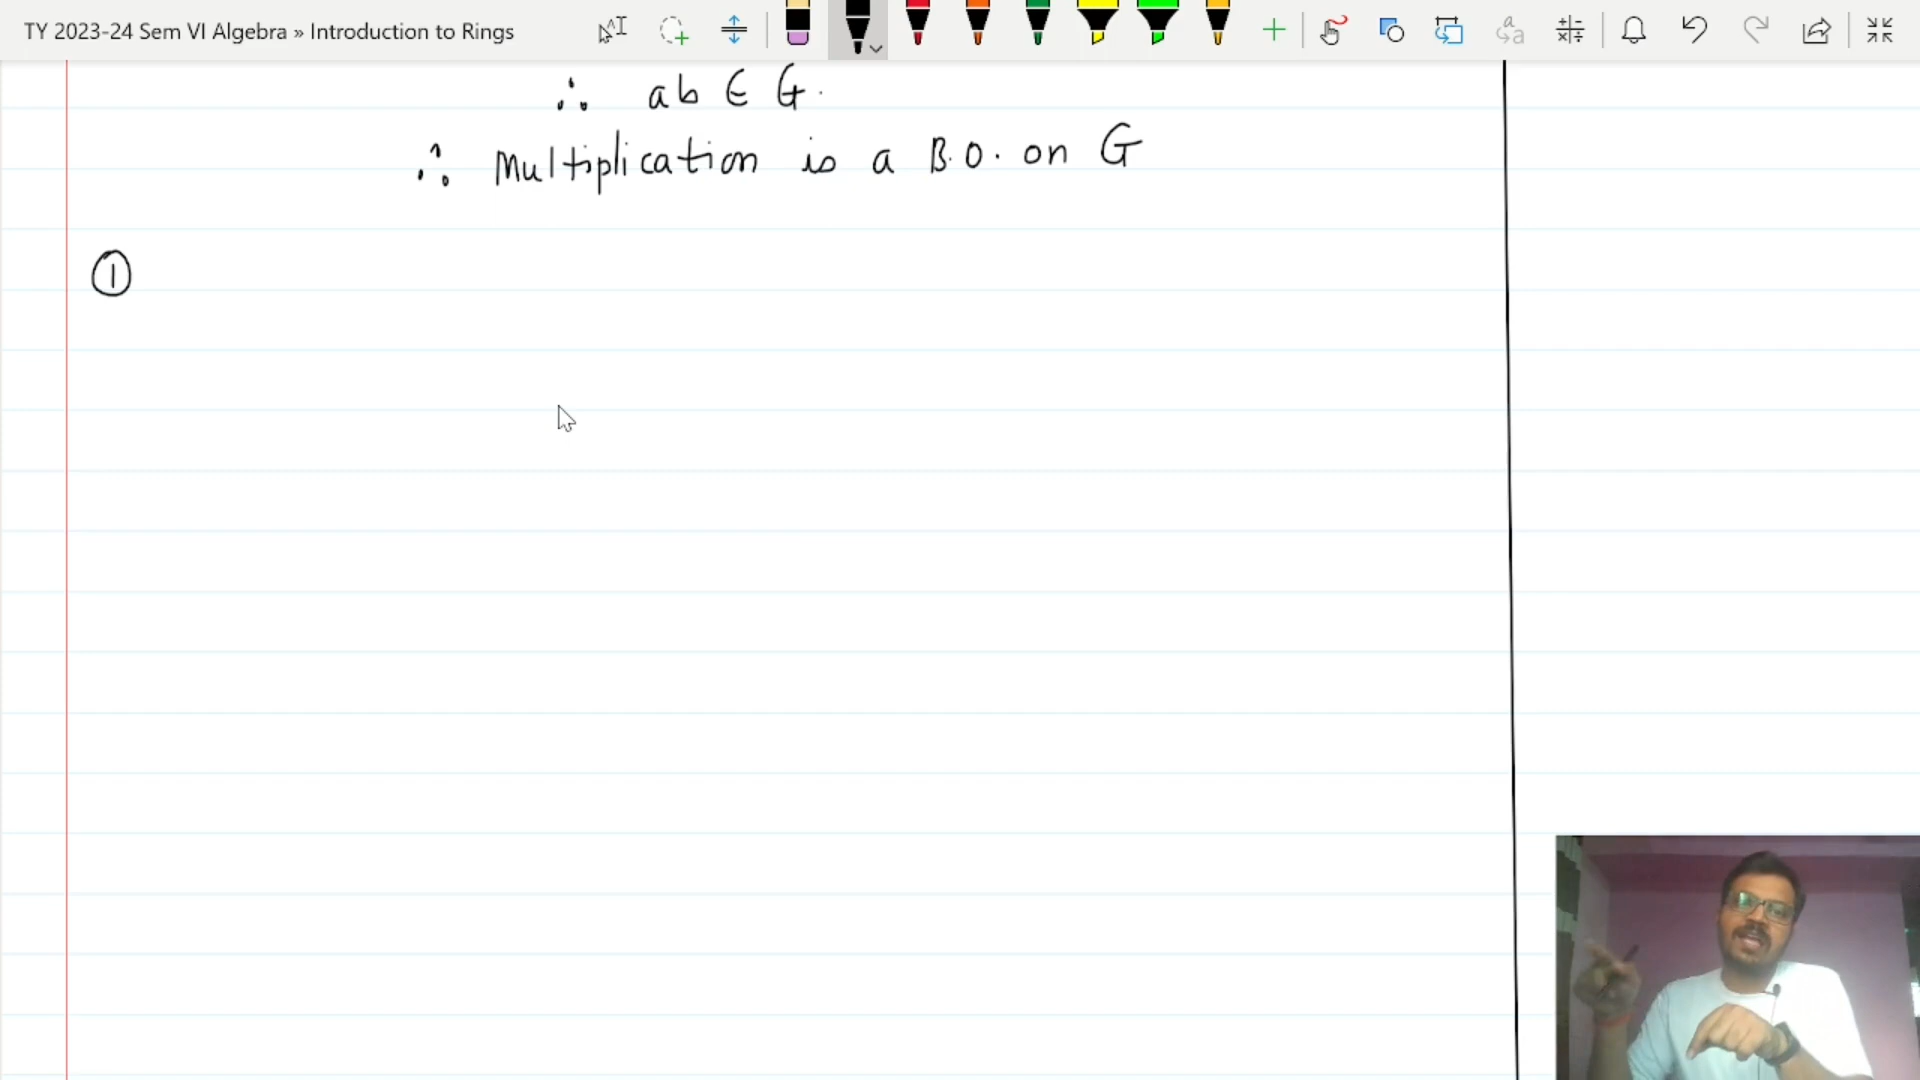 TY 2023-24 Sem VI Algebra » Introduction to Rings
∴ ab ∈ G.
∴ Multiplication is a B.O. on G
①